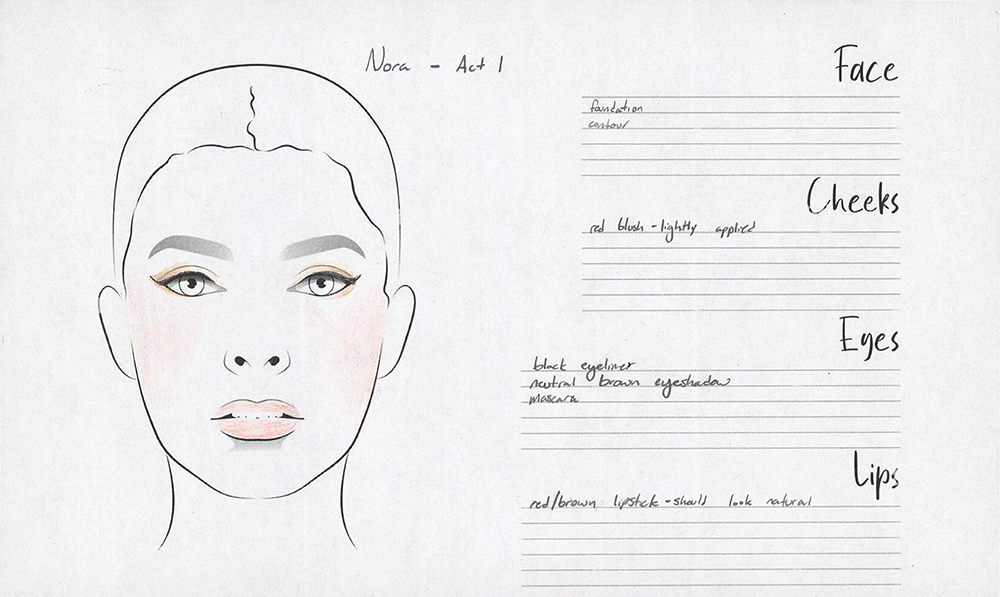 Nora - Act 1
Face
foundation
contour
Cheeks
red blush - lightly applied
Eyes
black eyeliner
neutral brown eyeshadow
mascara
Lips
red/brown lipstick - should look natural